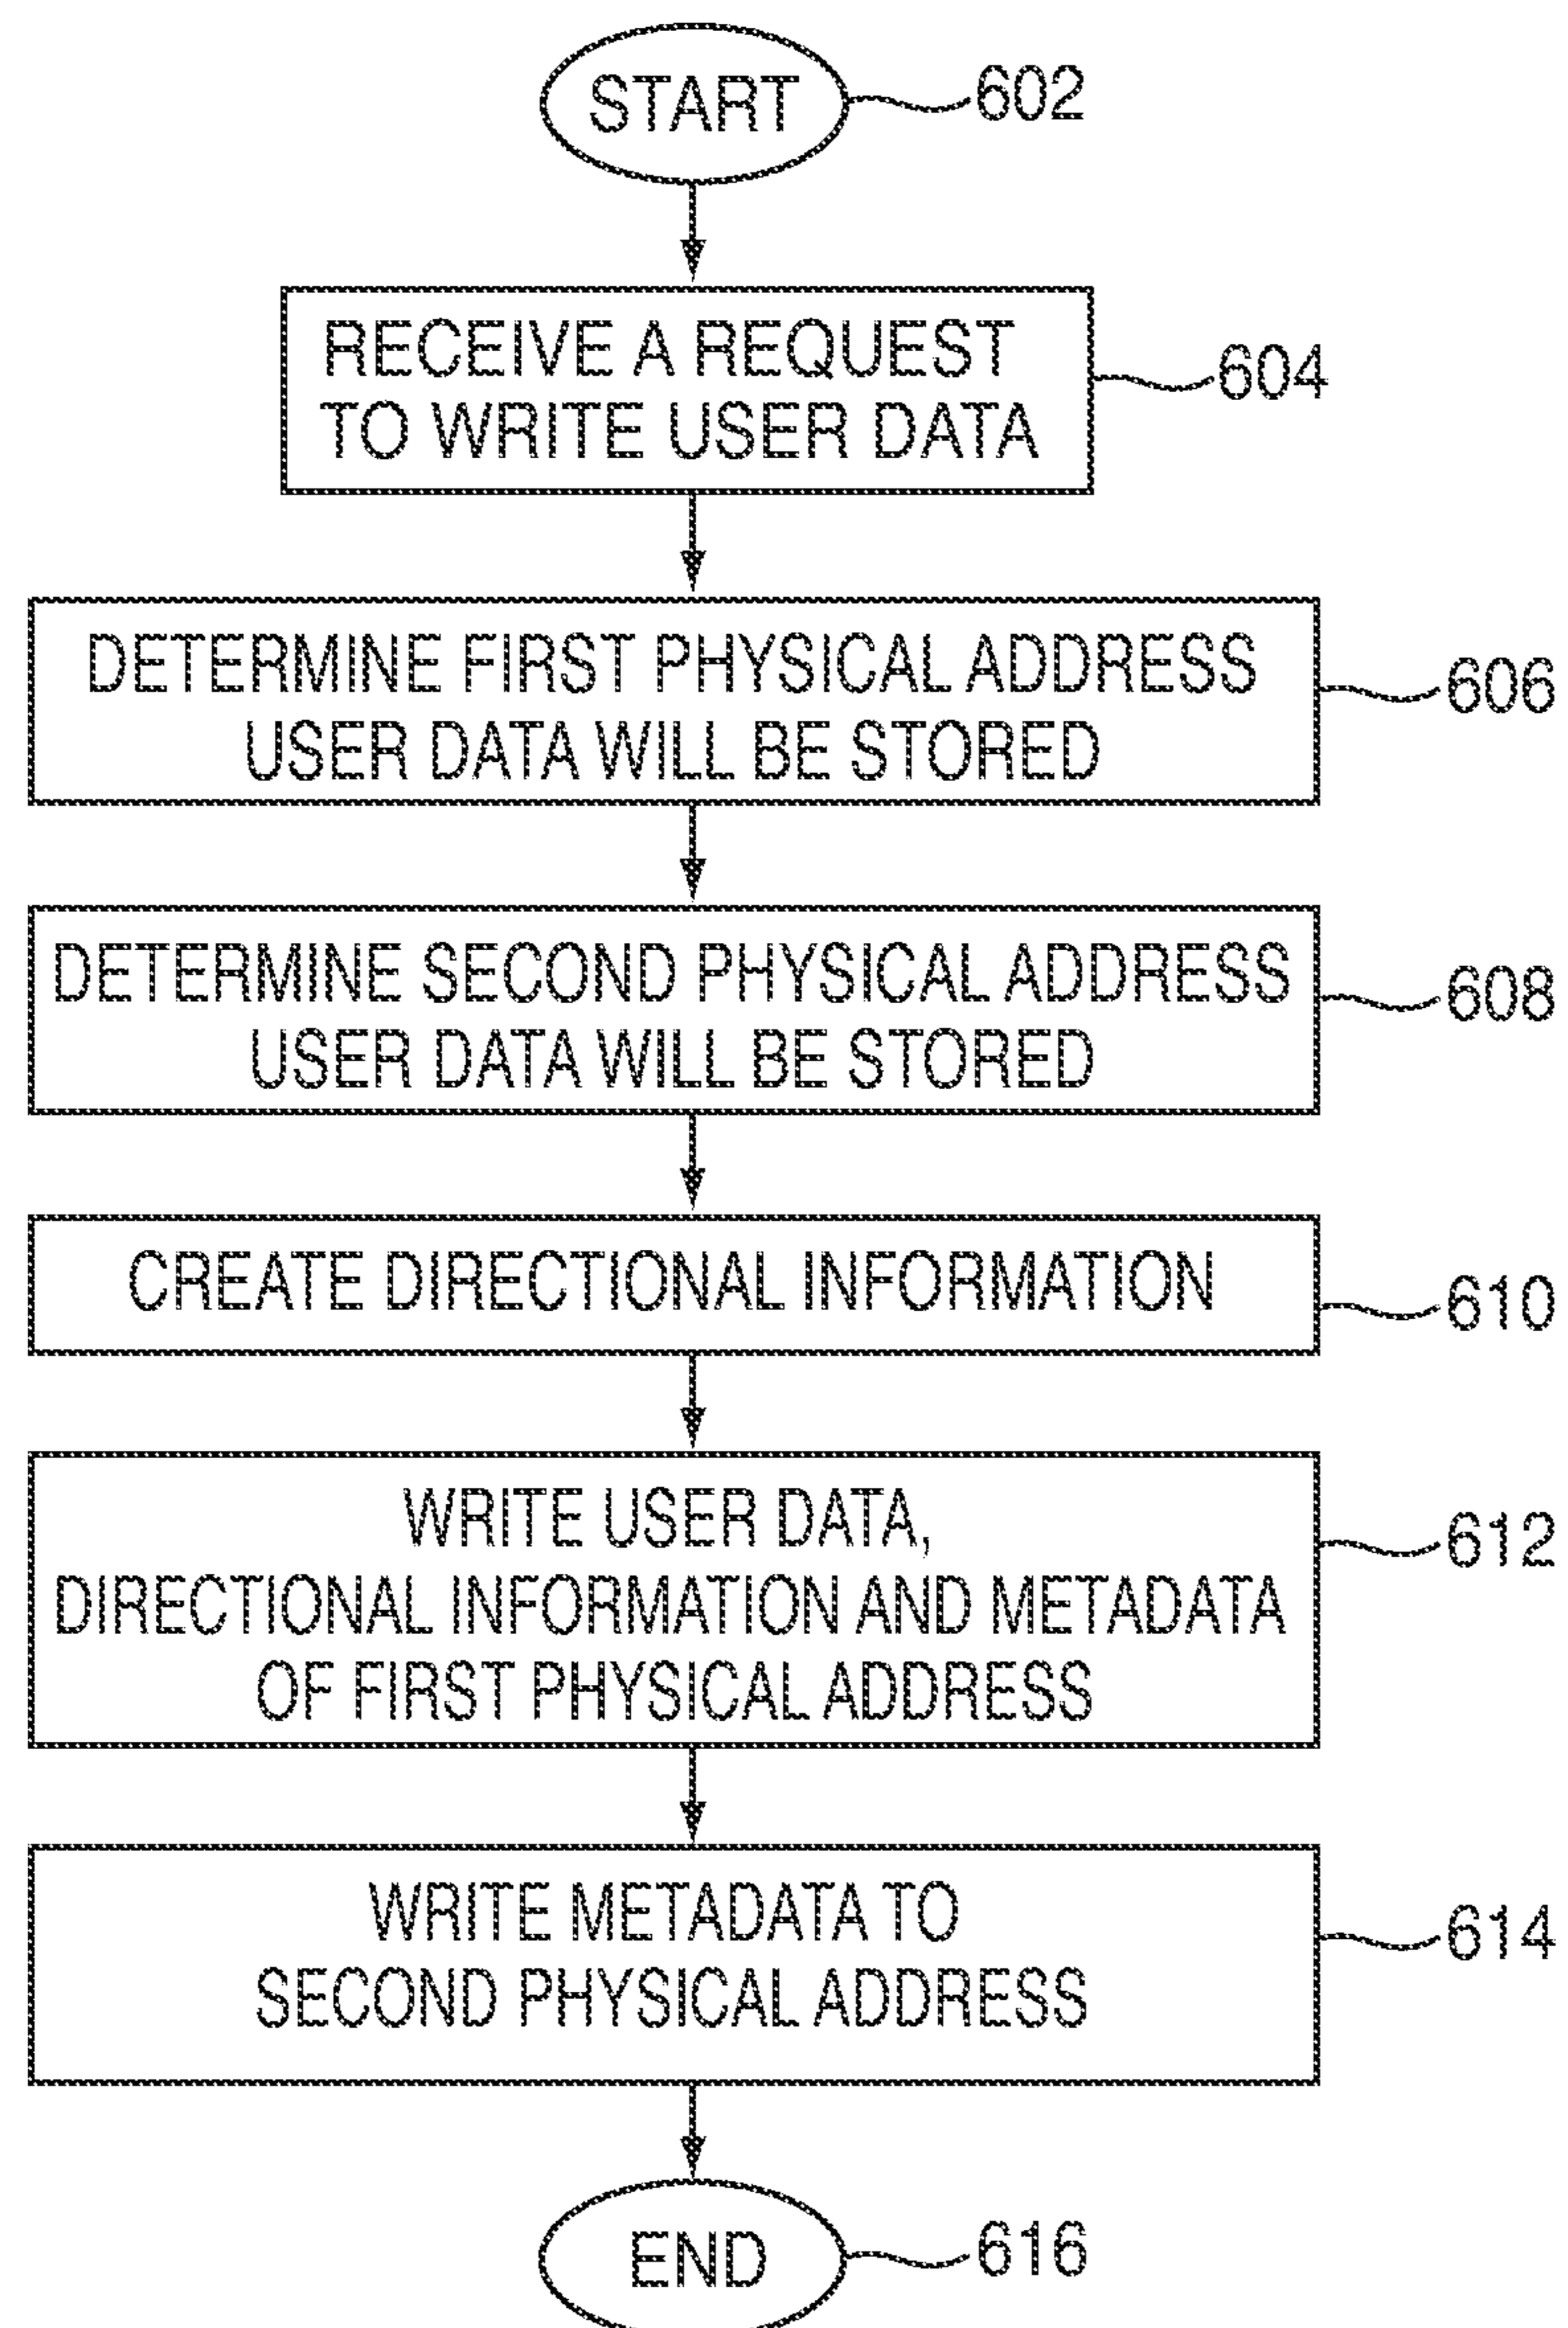 START
602
RECEIVE A REQUEST
TO WRITE USER DATA
604
DETERMINE FIRST PHYSICAL ADDRESS
USER DATA WILL BE STORED
606
DETERMINE SECOND PHYSICAL ADDRESS
USER DATA WILL BE STORED
608
CREATE DIRECTIONAL INFORMATION
610
WRITE USER DATA,
DIRECTIONAL INFORMATION AND METADATA
OF FIRST PHYSICAL ADDRESS
612
WRITE METADATA TO
SECOND PHYSICAL ADDRESS
614
END
616